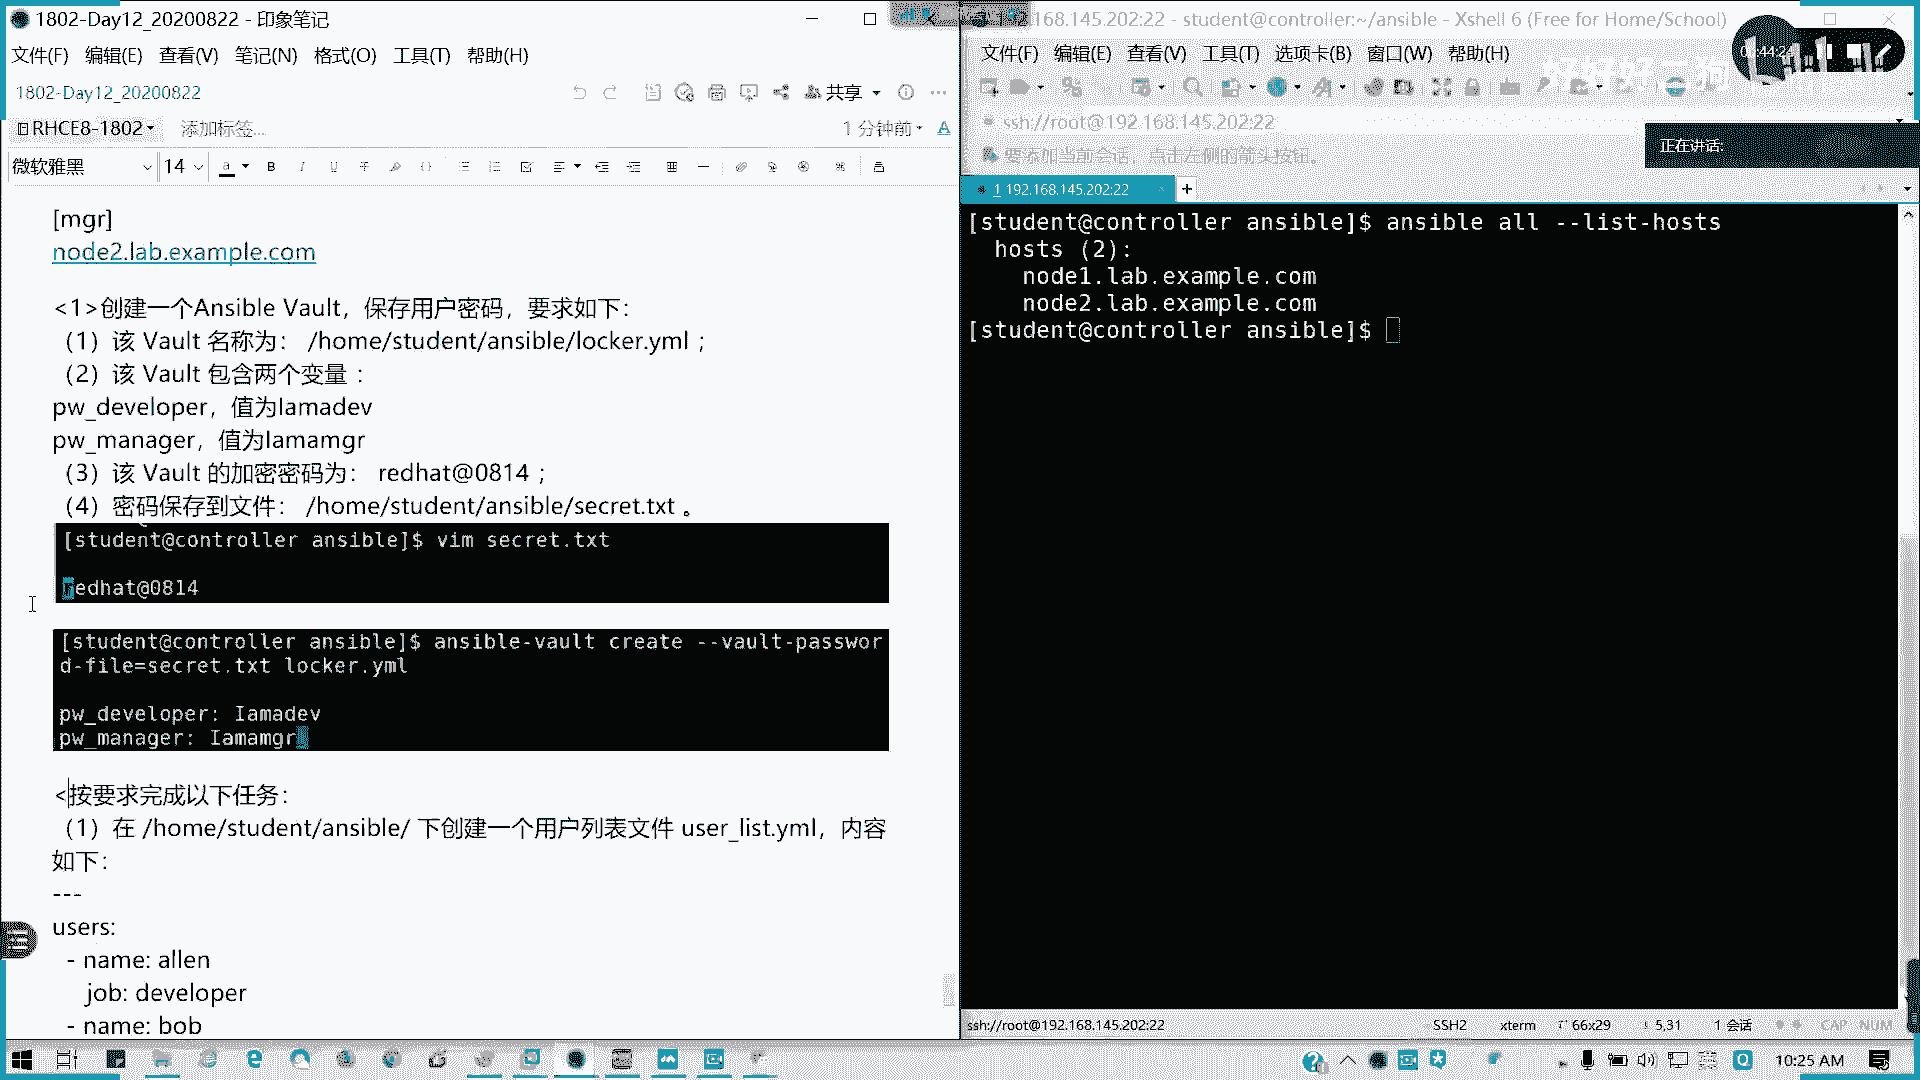 1802-Day12_20200822 - 印象笔记
文件(F) 编辑(E) 查看(V) 笔记(N) 格式(O) 工具(T) 帮助(H)
1802-Day12_20200822
共享
RHCE8-1802
添加标签...
1 分钟前
微软雅黑
14
[mgr]
node2.lab.example.com
<1>创建一个Ansible Vault，保存用户密码，要求如下：
（1）该 Vault 名称为： /home/student/ansible/locker.yml ；
（2）该 Vault 包含两个变量 ：
pw_developer，值为Iamadev
pw_manager，值为Iamamgr
（3）该 Vault 的加密密码为： redhat@0814 ；
（4）密码保存到文件： /home/student/ansible/secret.txt 。
[student@controller ansible]$ vim secret.txt
redhat@0814
[student@controller ansible]$ ansible-vault create --vault-passwor
d-file=secret.txt locker.yml
pw_developer: Iamadev
pw_manager: Iamamgr
<按要求完成以下任务：
（1）在 /home/student/ansible/ 下创建一个用户列表文件 user_list.yml，内容
如下：
---
users:
- name: allen
job: developer
- name: bob
168.145.202:22 - student@controller:~/ansible - Xshell 6 (Free for Home/School)
文件(F) 编辑(E) 查看(V) 工具(T) 选项卡(B) 窗口(W) 帮助(H)
ssh://root@192.168.145.202:22
要添加当前会话，点击左侧的箭头按钮。
正在讲话:
1 192.168.145.202:22
[student@controller ansible]$ ansible all --list-hosts
hosts (2):
node1.lab.example.com
node2.lab.example.com
[student@controller ansible]$
ssh://root@192.168.145.202:22
SSH2
xterm
66x29
5,31
1 会话
CAP NUM
10:25 AM